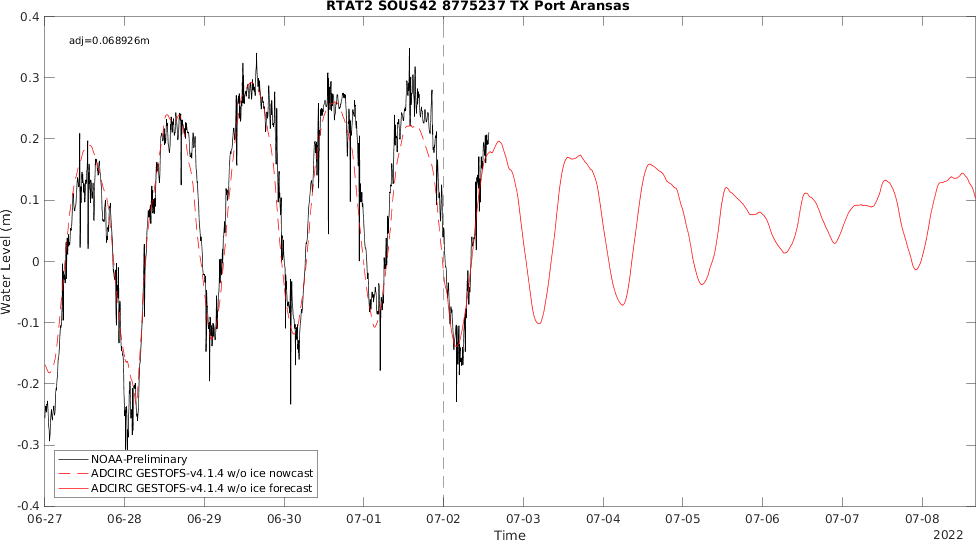 RTAT2 SOUS42 8775237 TX Port Aransas
adj=0.068926m
0.4
0.3
0.2
0.1
0
-0.1
-0.2
-0.3
-0.4
Water Level (m)
NOAA-Preliminary
ADCIRC GESTOFS-v4.1.4 w/o ice nowcast
ADCIRC GESTOFS-v4.1.4 w/o ice forecast
06-27 06-28 06-29 06-30 07-01 07-02 07-03 07-04 07-05 07-06 07-07 07-08
Time
2022